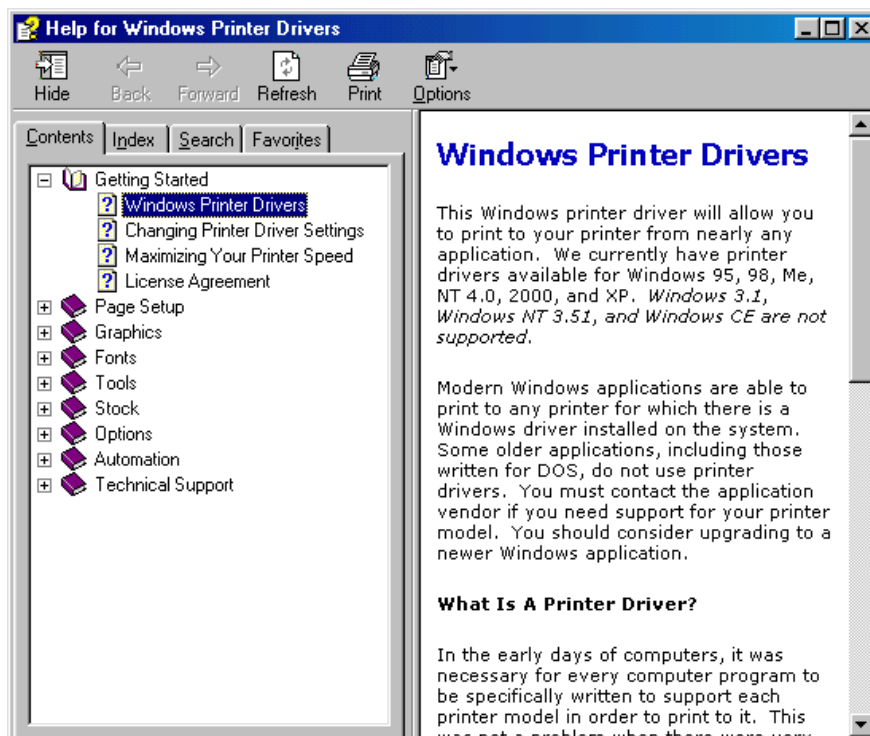 Help for Windows Printer Drivers
Hide Back Forward Refresh Print Options
Contents Index Search Favorites
Getting Started
Windows Printer Drivers
Changing Printer Driver Settings
Maximizing Your Printer Speed
License Agreement
Page Setup
Graphics
Fonts
Tools
Stock
Options
Automation
Technical Support
Windows Printer Drivers
This Windows printer driver will allow you
to print to your printer from nearly any
application. We currently have printer
drivers available for Windows 95, 98, Me,
NT 4.0, 2000, and XP. Windows 3.1,
Windows NT 3.51, and Windows CE are not
supported.
Modern Windows applications are able to
print to any printer for which there is a
Windows driver installed on the system.
Some older applications, including those
written for DOS, do not use printer
drivers. You must contact the application
vendor if you need support for your printer
model. You should consider upgrading to a
newer Windows application.
What Is A Printer Driver?
In the early days of computers, it was
necessary for every computer program to
be specifically written to support each
printer model in order to print to it. This
was not a problem when there were very